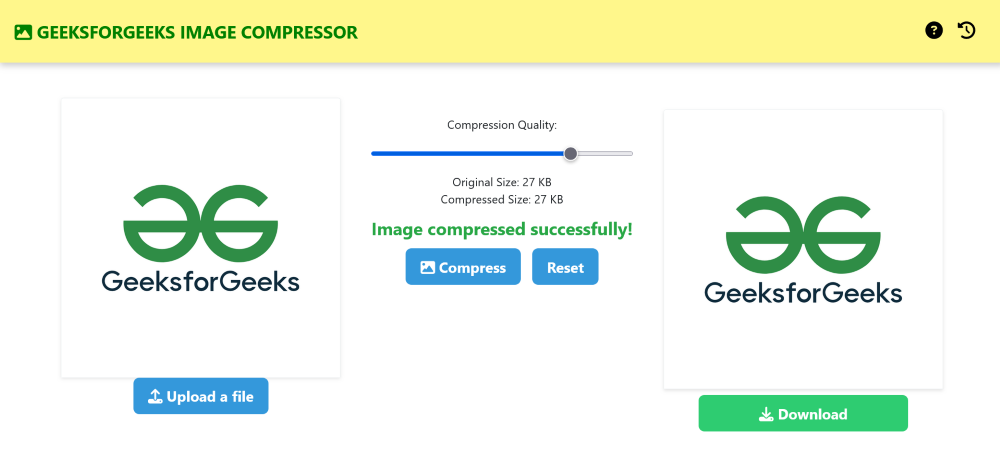 GEEKSFORGEEKS IMAGE COMPRESSOR
GeeksforGeeks
Upload a file
Compression Quality:
Original Size: 27 KB
Compressed Size: 27 KB
Image compressed successfully!
Compress
Reset
GeeksforGeeks
Download